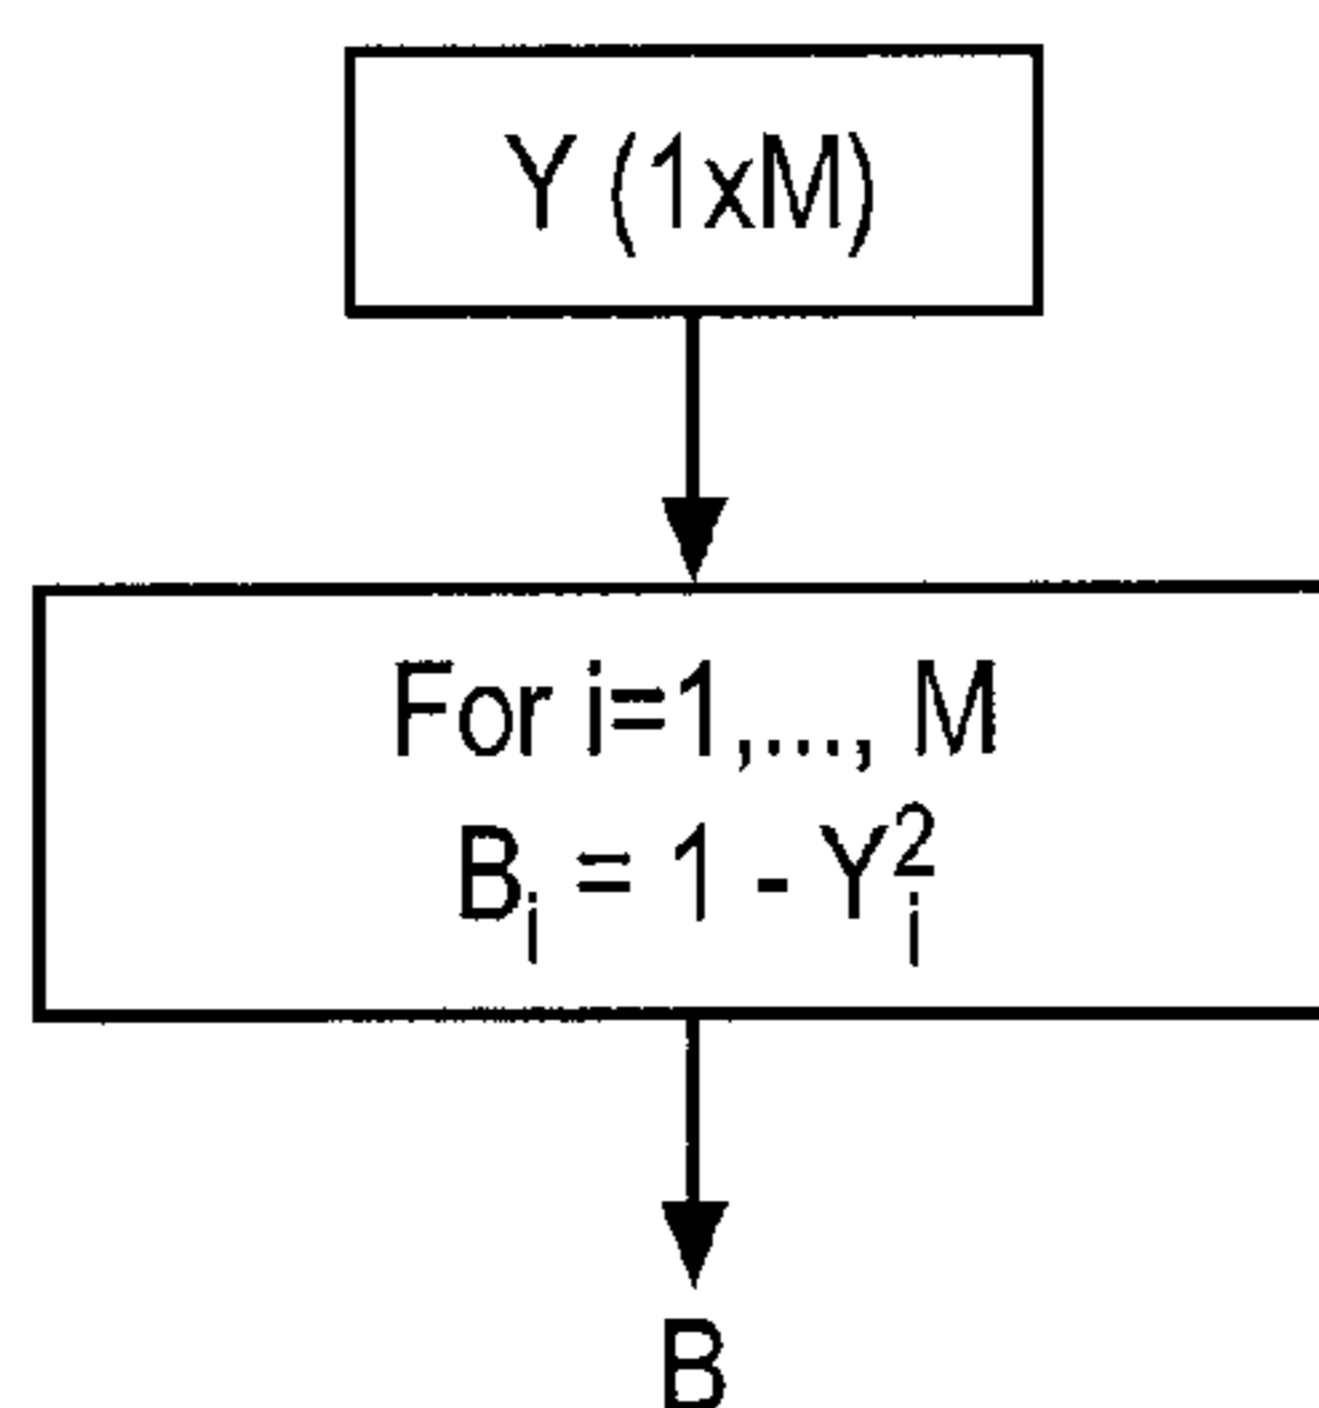 Y (1xM)
For i=1,..., M
B_i = 1 - Y_i^2
B